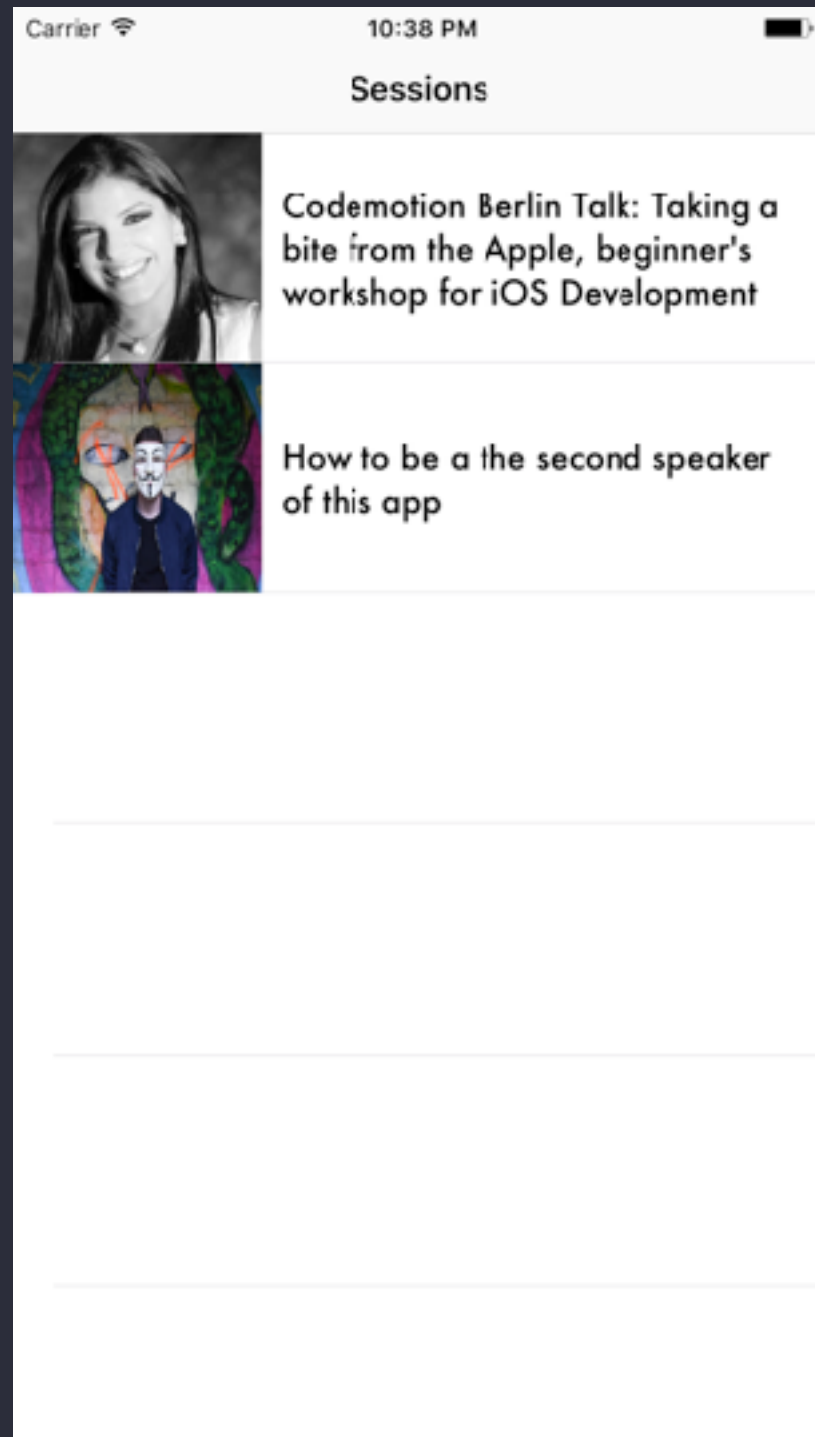 Carrier 10:38 PM
Sessions
Codemotion Berlin Talk: Taking a
bite from the Apple, beginner's
workshop for iOS Development
How to be a the second speaker
of this app